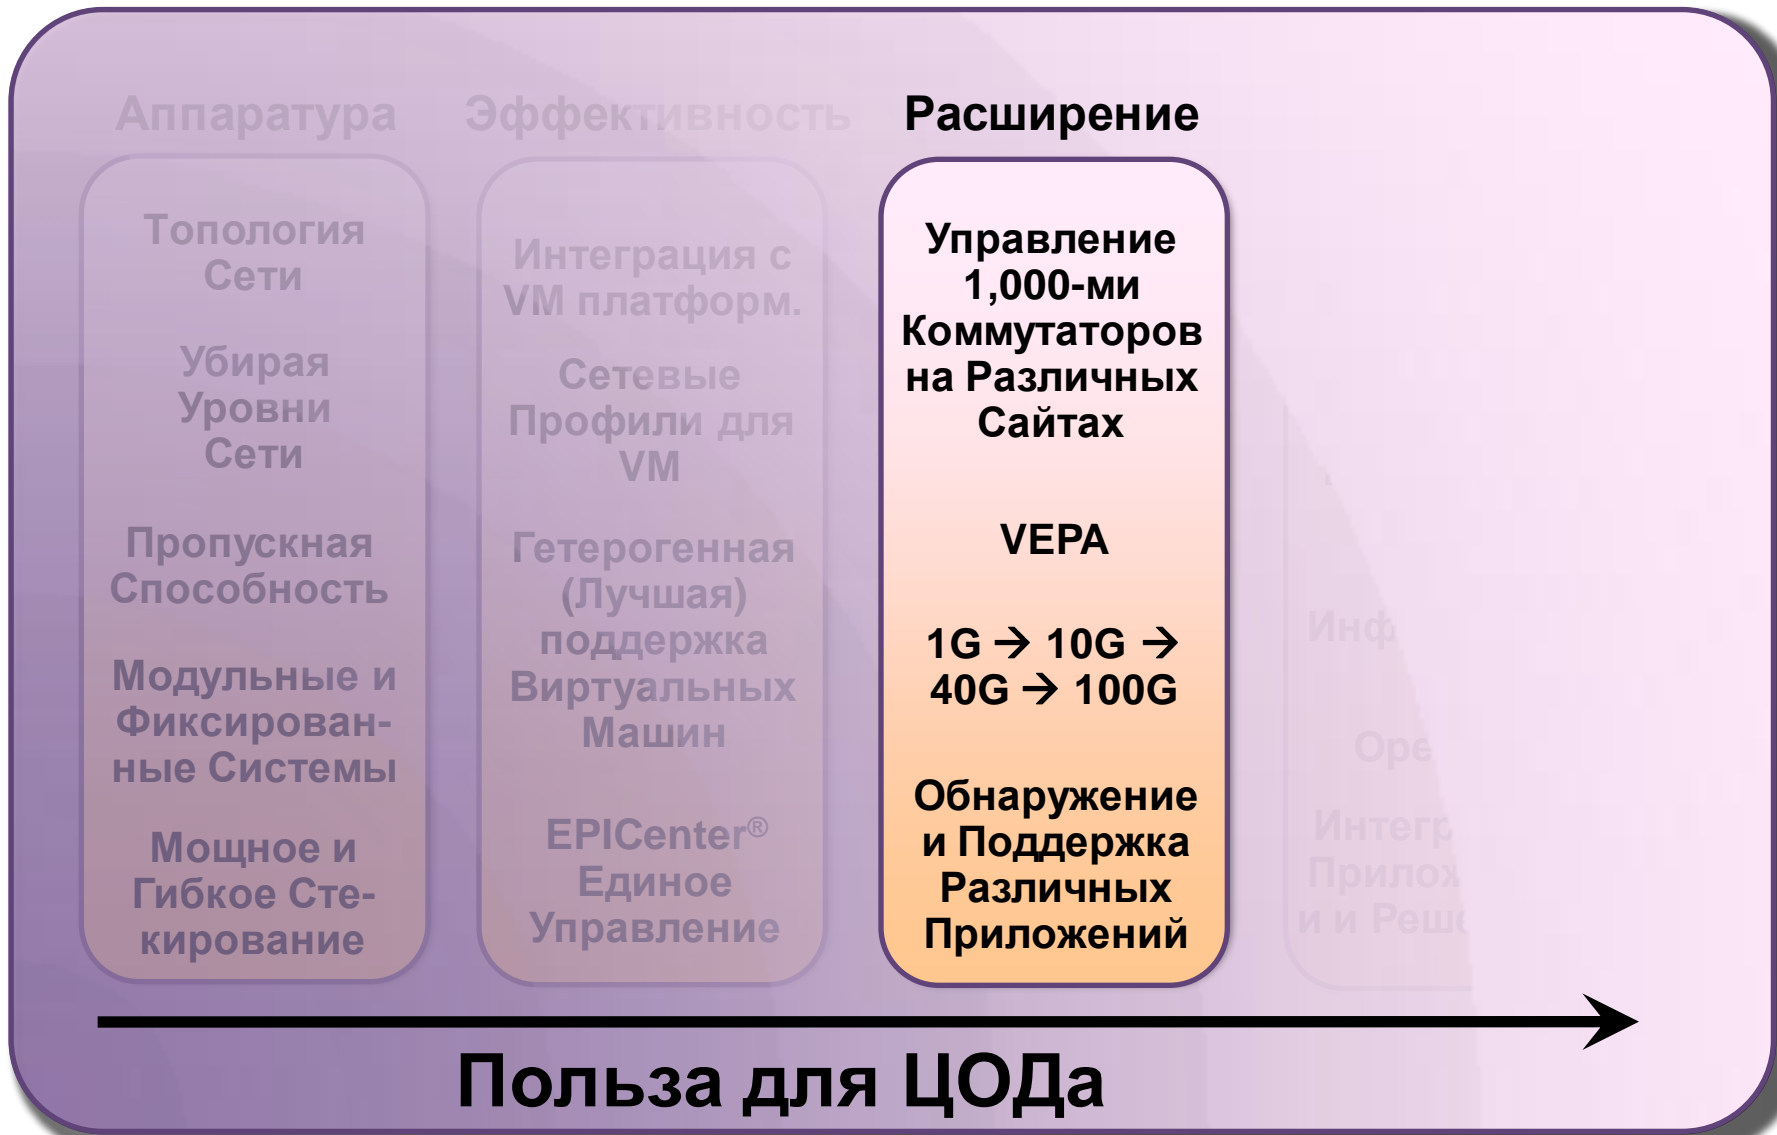 Аппаратура
Топология
Сети
Убирая
Уровни
Сети
Пропускная
Способность
Модульные и
Фиксирован-
ные Системы
Мощное и
Гибкое Сте-
кирование
Эффективность
Интеграция с
VM платформ.
Сетевые
Профили для
VM
Гетерогенная
(Лучшая)
поддержка
Виртуальных
Машин
EPICenter®
Единое
Управление
Расширение
Управление
1,000-ми
Коммутаторов
на Различных
Сайтах
VEPA
1G → 10G →
40G → 100G
Обнаружение
и Поддержка
Различных
Приложений
Польза для ЦОДа